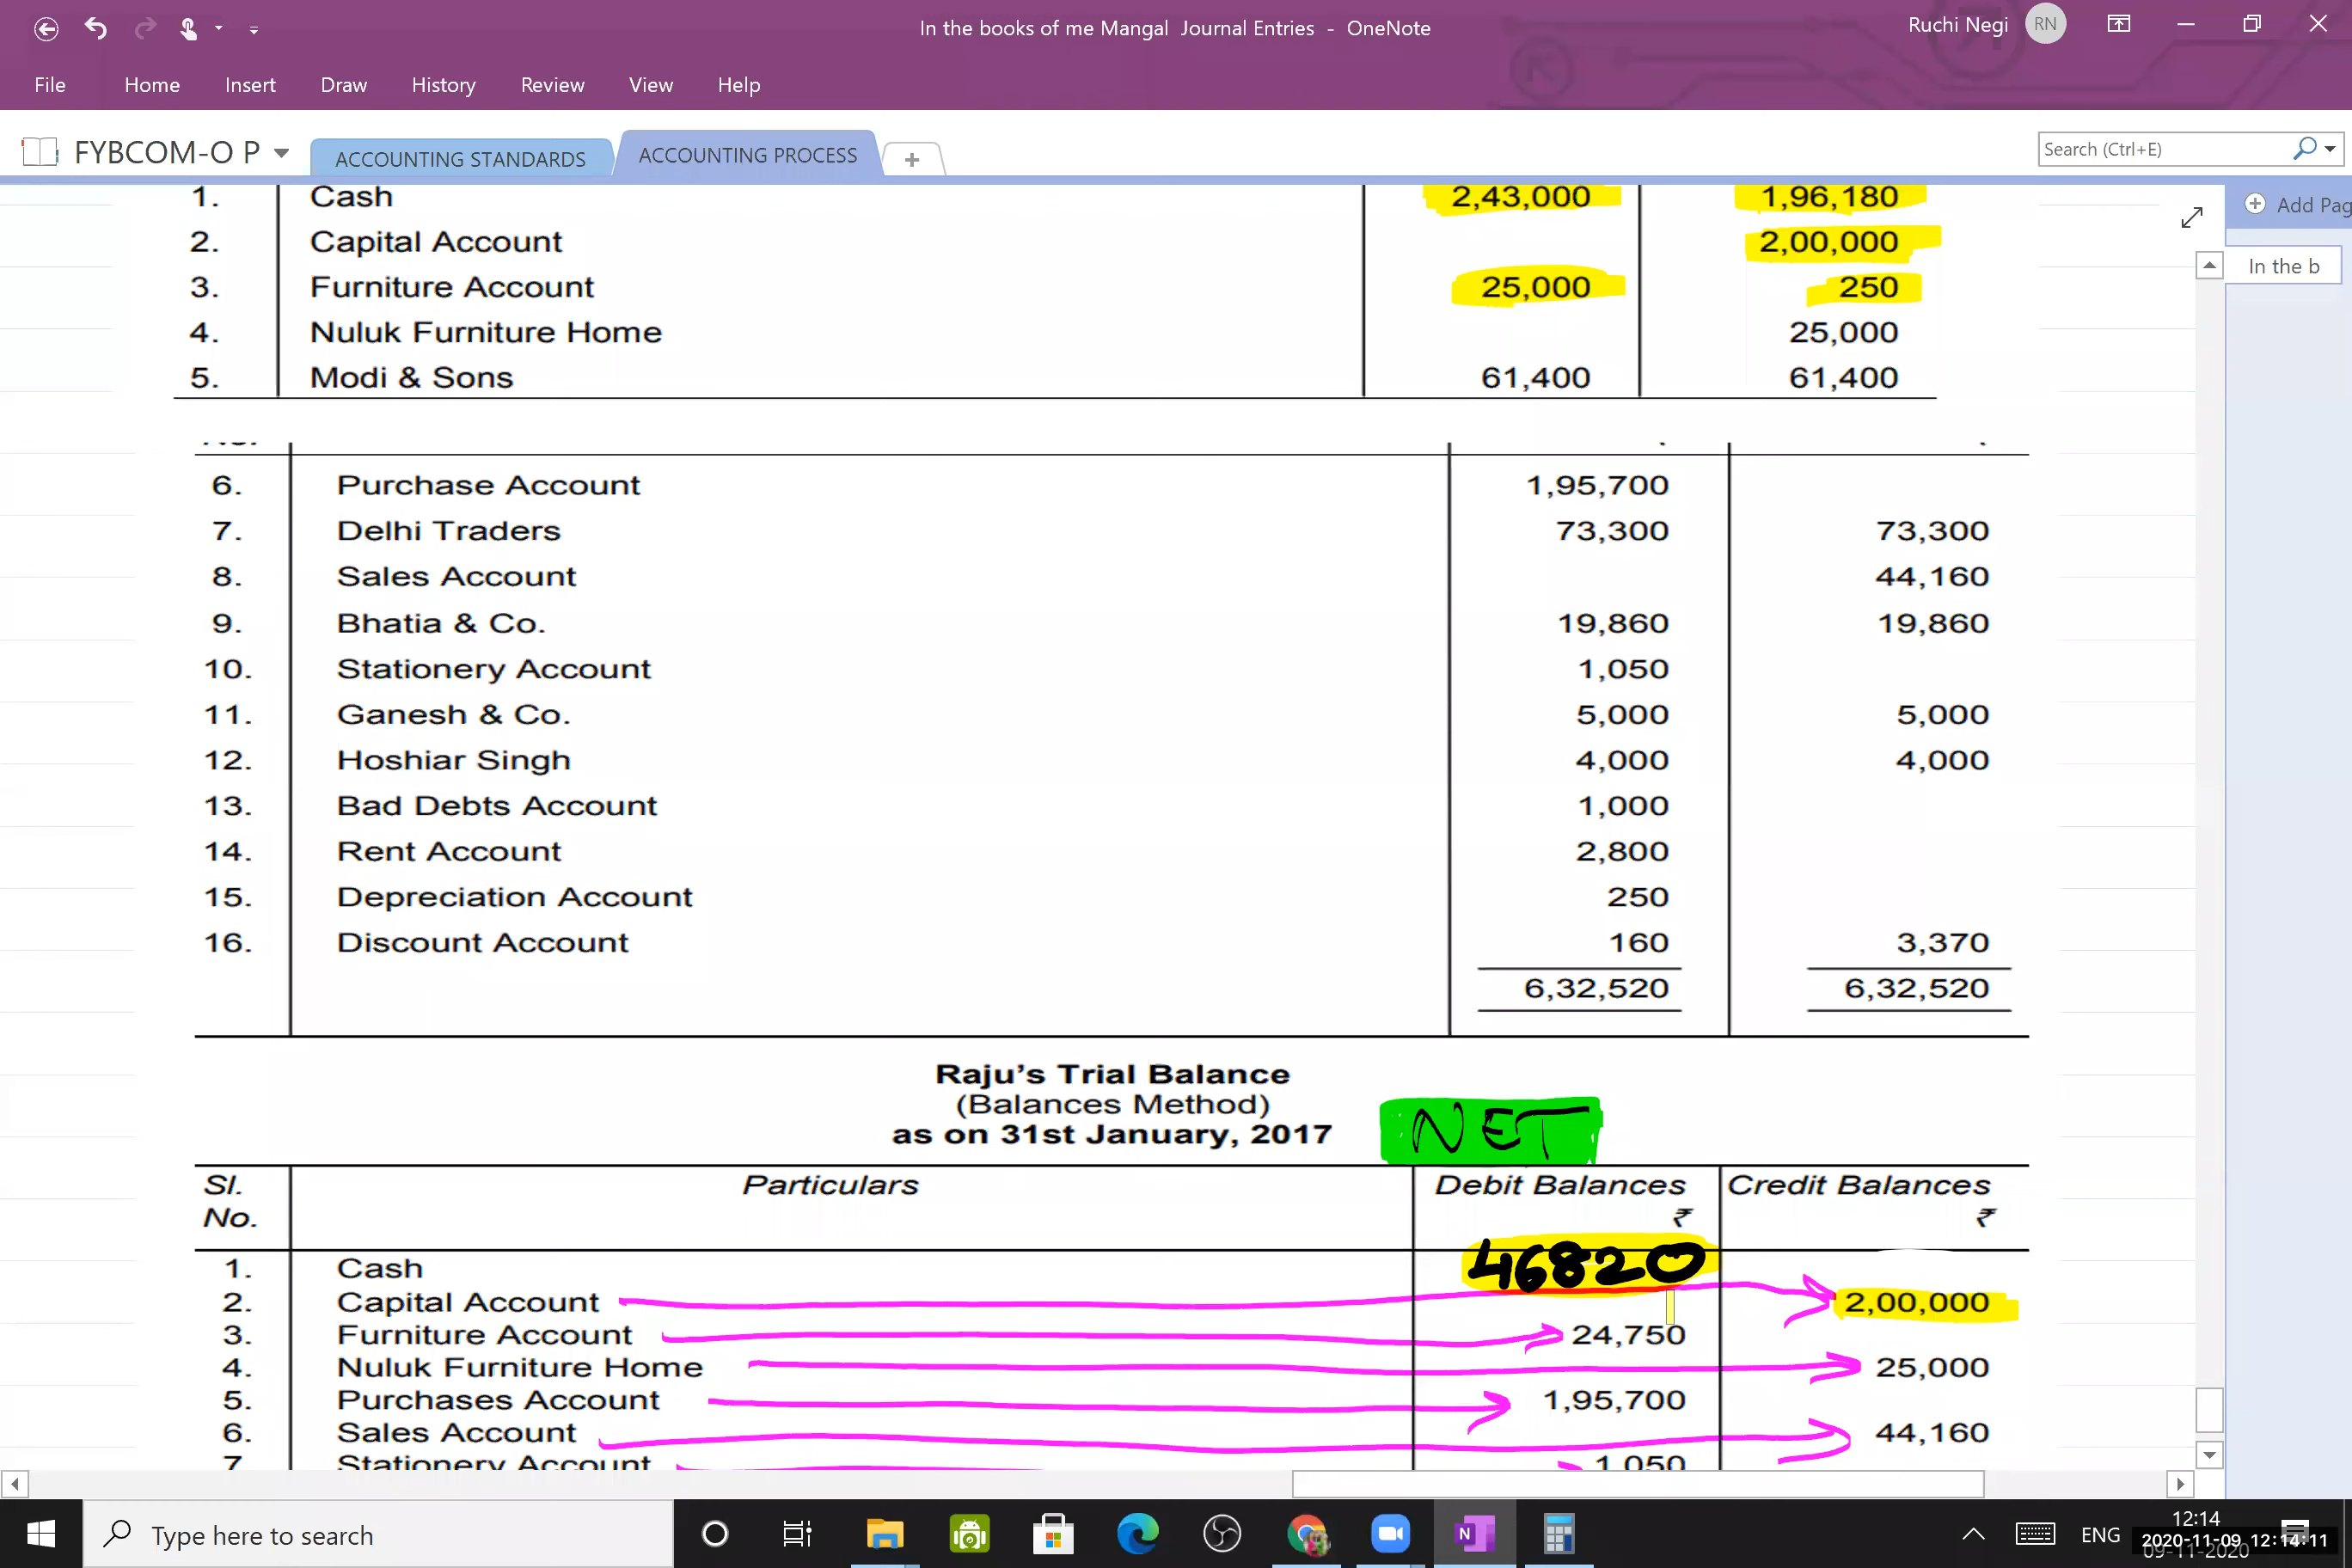 In the books of me Mangal Journal Entries - OneNote
Ruchi Negi RN
File Home Insert Draw History Review View Help
FYBCOM-O P ACCOUNTING STANDARDS ACCOUNTING PROCESS + Search (Ctrl+E)
Add Pag
In the b
1. Cash 2,43,000 1,96,180
2. Capital Account 2,00,000
3. Furniture Account 25,000 250
4. Nuluk Furniture Home 25,000
5. Modi & Sons 61,400 61,400
6. Purchase Account 1,95,700
7. Delhi Traders 73,300 73,300
8. Sales Account 44,160
9. Bhatia & Co. 19,860 19,860
10. Stationery Account 1,050
11. Ganesh & Co. 5,000 5,000
12. Hoshiar Singh 4,000 4,000
13. Bad Debts Account 1,000
14. Rent Account 2,800
15. Depreciation Account 250
16. Discount Account 160 3,370
6,32,520 6,32,520
Raju's Trial Balance
(Balances Method)
as on 31st January, 2017 NET
Sl. Particulars Debit Balances Credit Balances
No. ₹ ₹
1. Cash 46820
2. Capital Account 2,00,000
3. Furniture Account 24,750
4. Nuluk Furniture Home 25,000
5. Purchases Account 1,95,700
6. Sales Account 44,160
7. Stationery Account 1,050
Type here to search
ENG
12:14
2020-11-09 12:14:11
09-11-2020